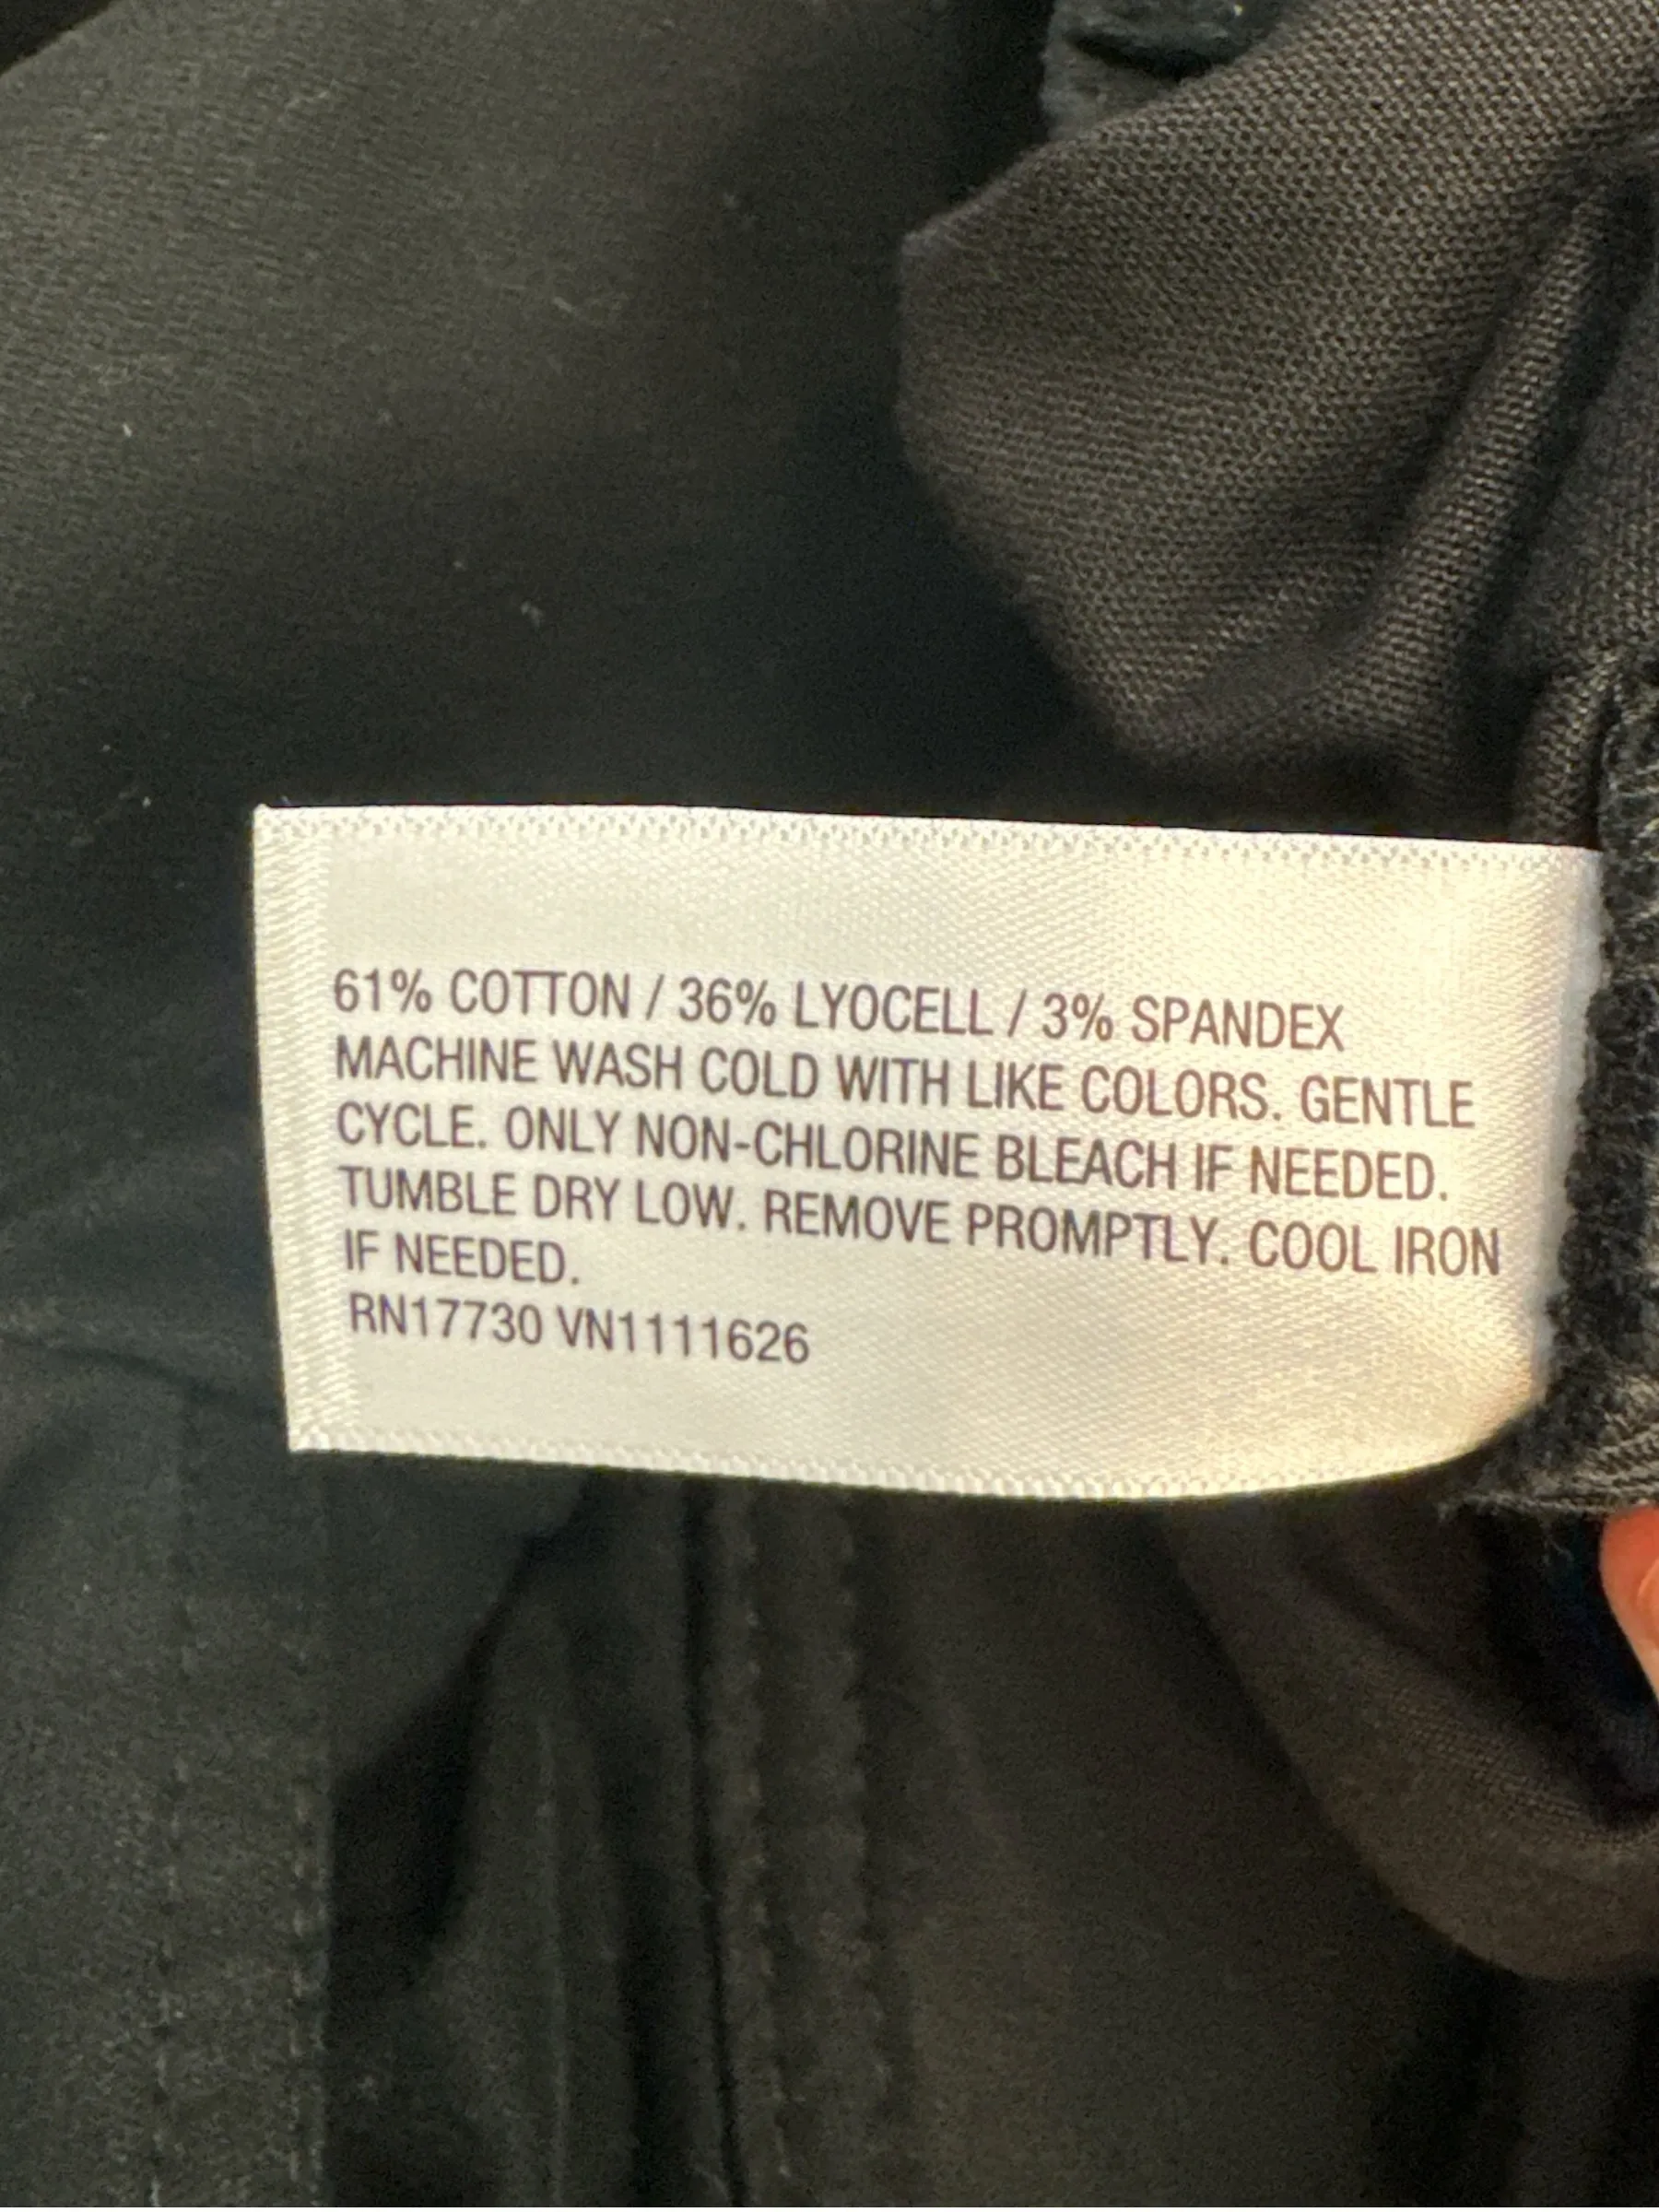 61% COTTON / 36% LYOCELL / 3% SPANDEX
MACHINE WASH COLD WITH LIKE COLORS. GENTLE
CYCLE. ONLY NON-CHLORINE BLEACH IF NEEDED.
TUMBLE DRY LOW. REMOVE PROMPTLY. COOL IRON
IF NEEDED.
RN17730 VN1111626